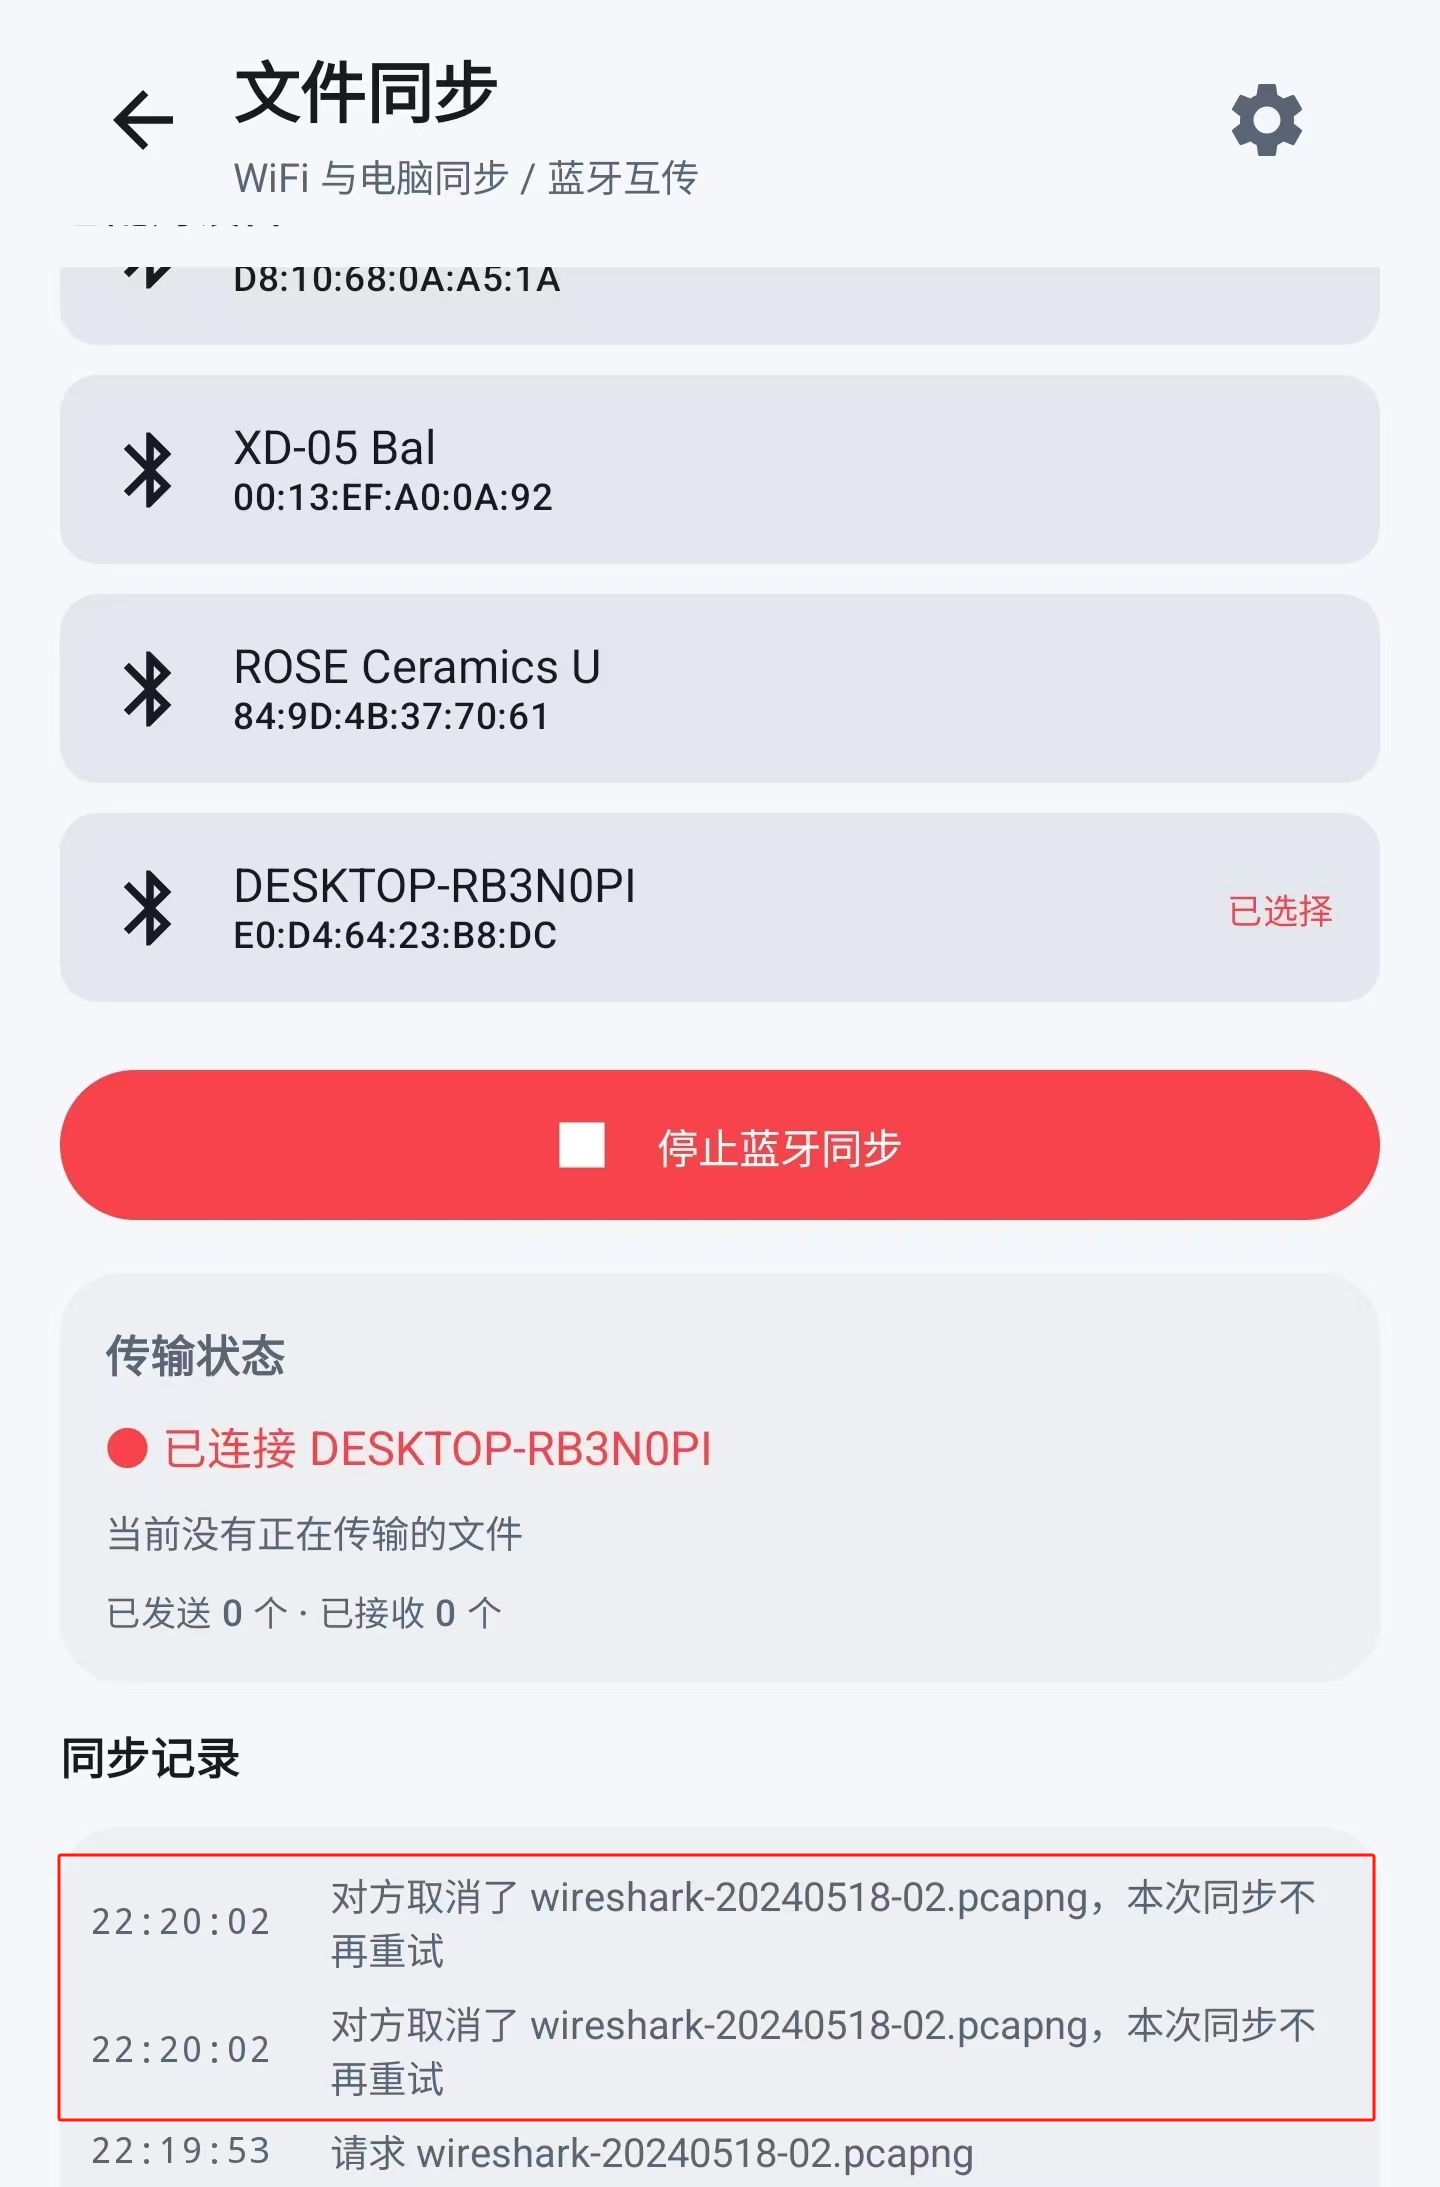 文件同步
WiFi 与电脑同步 / 蓝牙互传
D8:10:68:0A:A5:1A
XD-05 Bal
00:13:EF:A0:0A:92
ROSE Ceramics U
84:9D:4B:37:70:61
DESKTOP-RB3N0PI
E0:D4:64:23:B8:DC
已选择
停止蓝牙同步
传输状态
已连接 DESKTOP-RB3N0PI
当前没有正在传输的文件
已发送 0 个 · 已接收 0 个
同步记录
22:20:02
对方取消了 wireshark-20240518-02.pcapng，本次同步不
再重试
22:20:02
对方取消了 wireshark-20240518-02.pcapng，本次同步不
再重试
22:19:53
请求 wireshark-20240518-02.pcapng